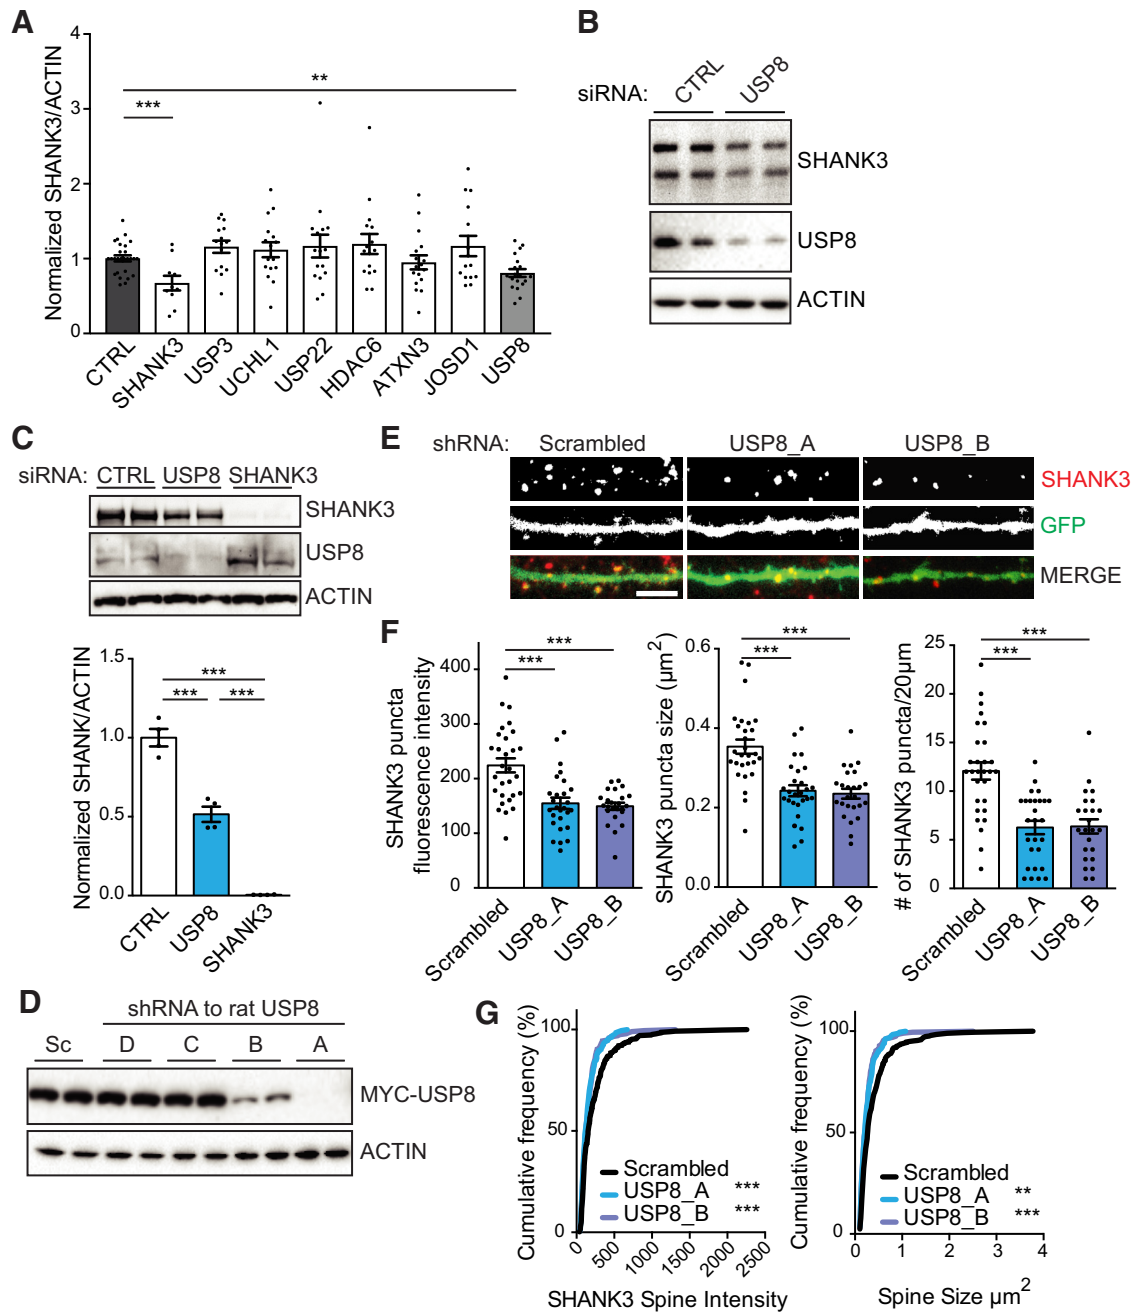 A
Normalized SHANK3/ACTIN
4
3
2
1
0
**
***
CTRL
SHANK3
USP3
UCHL1
USP22
HDAC6
ATXN3
JOSD1
USP8
B
siRNA: CTRL USP8
SHANK3
USP8
ACTIN
C
siRNA: CTRL USP8 SHANK3
SHANK3
USP8
ACTIN
Normalized SHANK/ACTIN
1.5
1.0
0.5
0.0
***
*** ***
CTRL
USP8
SHANK3
D
shRNA to rat USP8
Sc D C B A
MYC-USP8
ACTIN
E
shRNA: Scrambled USP8_A USP8_B
SHANK3
GFP
MERGE
F
SHANK3 puncta
fluorescence intensity
400
300
200
100
0
***
***
Scrambled
USP8_A
USP8_B
SHANK3 puncta size (µm2)
0.6
0.4
0.2
0.0
***
***
Scrambled
USP8_A
USP8_B
# of SHANK3 puncta/20µm
25
20
15
10
5
0
***
***
Scrambled
USP8_A
USP8_B
G
Cumulative frequency (%)
100
50
0
Scrambled
USP8_A ***
USP8_B ***
0 500 1000 1500 2000 2500
SHANK3 Spine Intensity
Cumulative frequency (%)
100
50
0
Scrambled
USP8_A **
USP8_B ***
0 1 2 3 4
Spine Size µm2